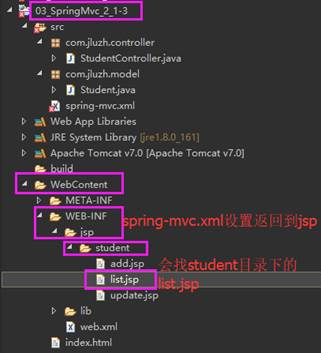 03_SpringMvc_2_1-3
src
com.jluzh.controller
StudentController.java
com.jluzh.model
Student.java
spring-mvc.xml
Web App Libraries
JRE System Library [jre1.8.0_161]
Apache Tomcat v7.0 [Apache Tomcat v7.0]
build
WebContent
META-INF
WEB-INF
spring-mvc.xml设置返回到jsp
jsp
student
会找student目录下的
add.jsp
list.jsp
list.jsp
update.jsp
lib
web.xml
index.html